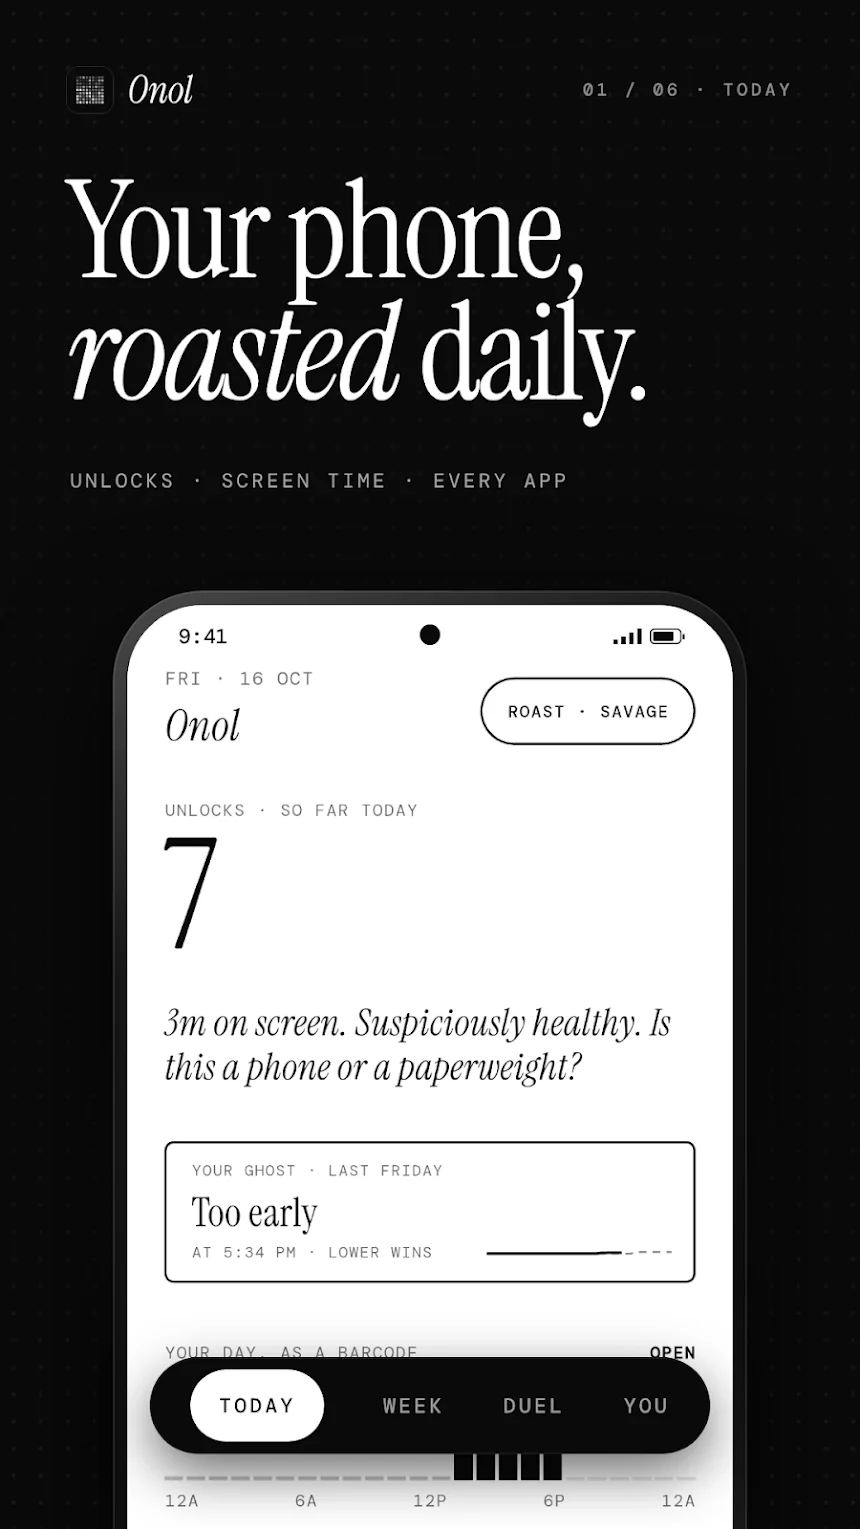 Onol
01 / 06 · TODAY
Your phone,
roasted daily.
UNLOCKS · SCREEN TIME · EVERY APP
9:41
FRI · 16 OCT
Onol
ROAST · SAVAGE
UNLOCKS · SO FAR TODAY
7
3m on screen. Suspiciously healthy. Is
this a phone or a paperweight?
YOUR GHOST · LAST FRIDAY
Too early
AT 5:34 PM · LOWER WINS
YOUR DAY, AS A BARCODE
OPEN
TODAY
WEEK
DUEL
YOU
12A
6A
12P
6P
12A